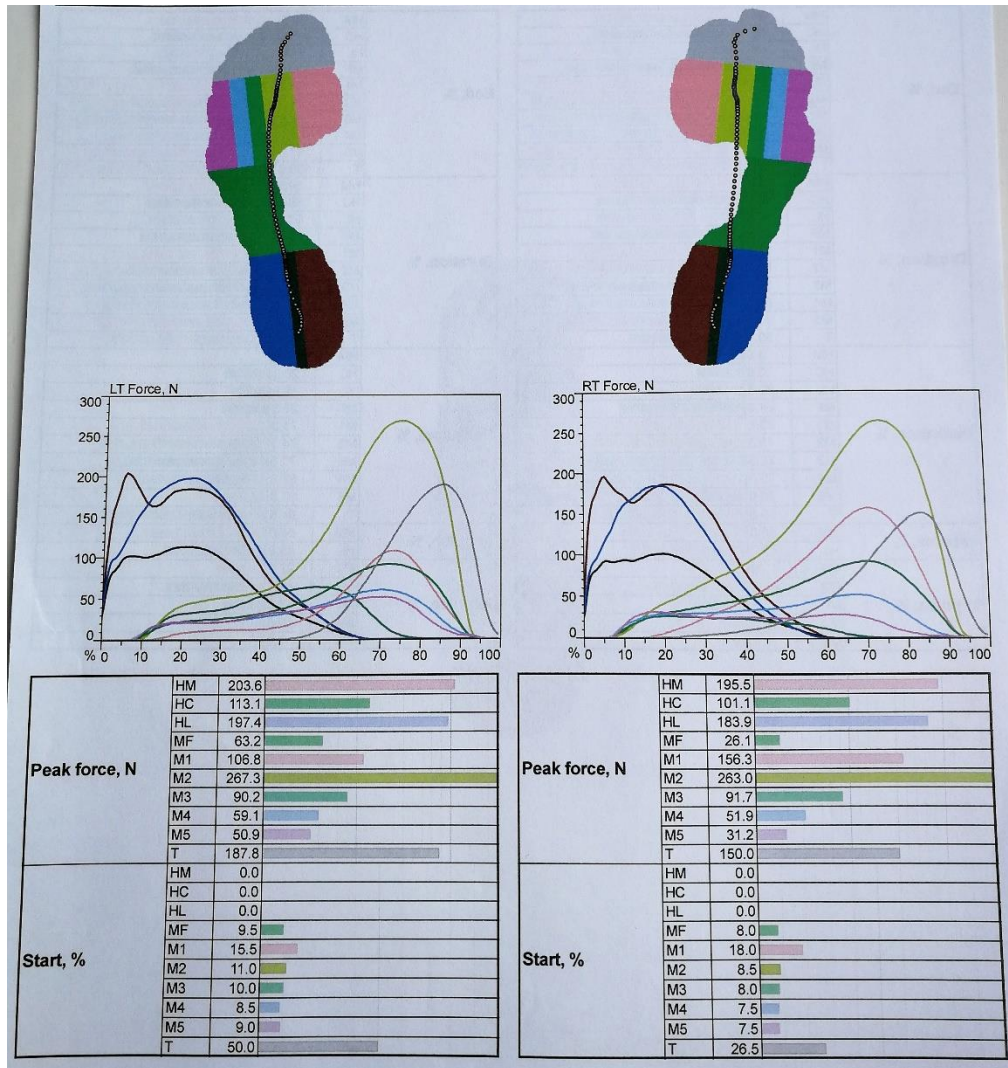 LT Force, N
300
250
200
150
100
50
0
% 0 10 20 30 40 50 60 70 80 90 100
RT Force, N
300
250
200
150
100
50
0
% 0 10 20 30 40 50 60 70 80 90 100
Peak force, N
HM 203.6
HC 113.1
HL 197.4
MF 63.2
M1 106.8
M2 267.3
M3 90.2
M4 59.1
M5 50.9
T 187.8
Start, %
HM 0.0
HC 0.0
HL 0.0
MF 9.5
M1 15.5
M2 11.0
M3 10.0
M4 8.5
M5 9.0
T 50.0
Peak force, N
HM 195.5
HC 101.1
HL 183.9
MF 26.1
M1 156.3
M2 263.0
M3 91.7
M4 51.9
M5 31.2
T 150.0
Start, %
HM 0.0
HC 0.0
HL 0.0
MF 8.0
M1 18.0
M2 8.5
M3 8.0
M4 7.5
M5 7.5
T 26.5